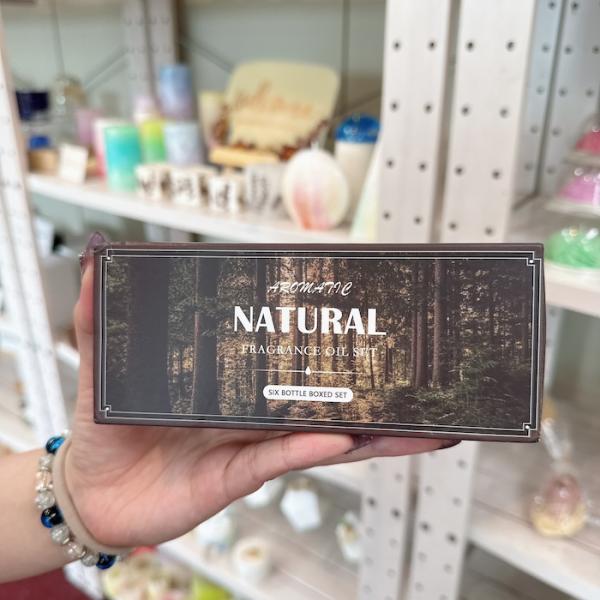 AROMATIC
NATURAL
FRAGRANCE OIL SET
SIX BOTTLE BOXED SET